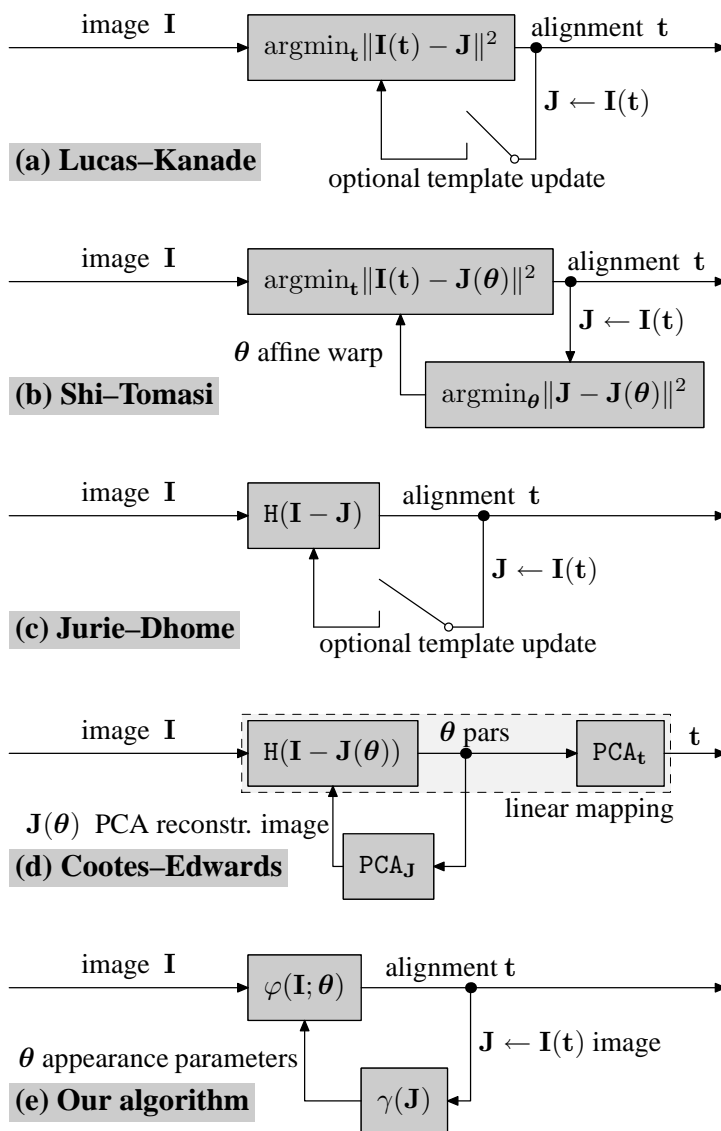 image I
argmin_t‖I(t) − J‖²
alignment t
J ← I(t)
(a) Lucas–Kanade
optional template update
image I
argmin_t‖I(t) − J(θ)‖²
alignment t
J ← I(t)
θ affine warp
(b) Shi–Tomasi
argmin_θ‖J − J(θ)‖²
image I
H(I − J)
alignment t
J ← I(t)
(c) Jurie–Dhome
optional template update
image I
H(I − J(θ))
θ pars
PCA_t
t
linear mapping
J(θ) PCA reconstr. image
(d) Cootes–Edwards
PCA_J
image I
φ(I; θ)
alignment t
J ← I(t) image
θ appearance parameters
(e) Our algorithm
γ(J)